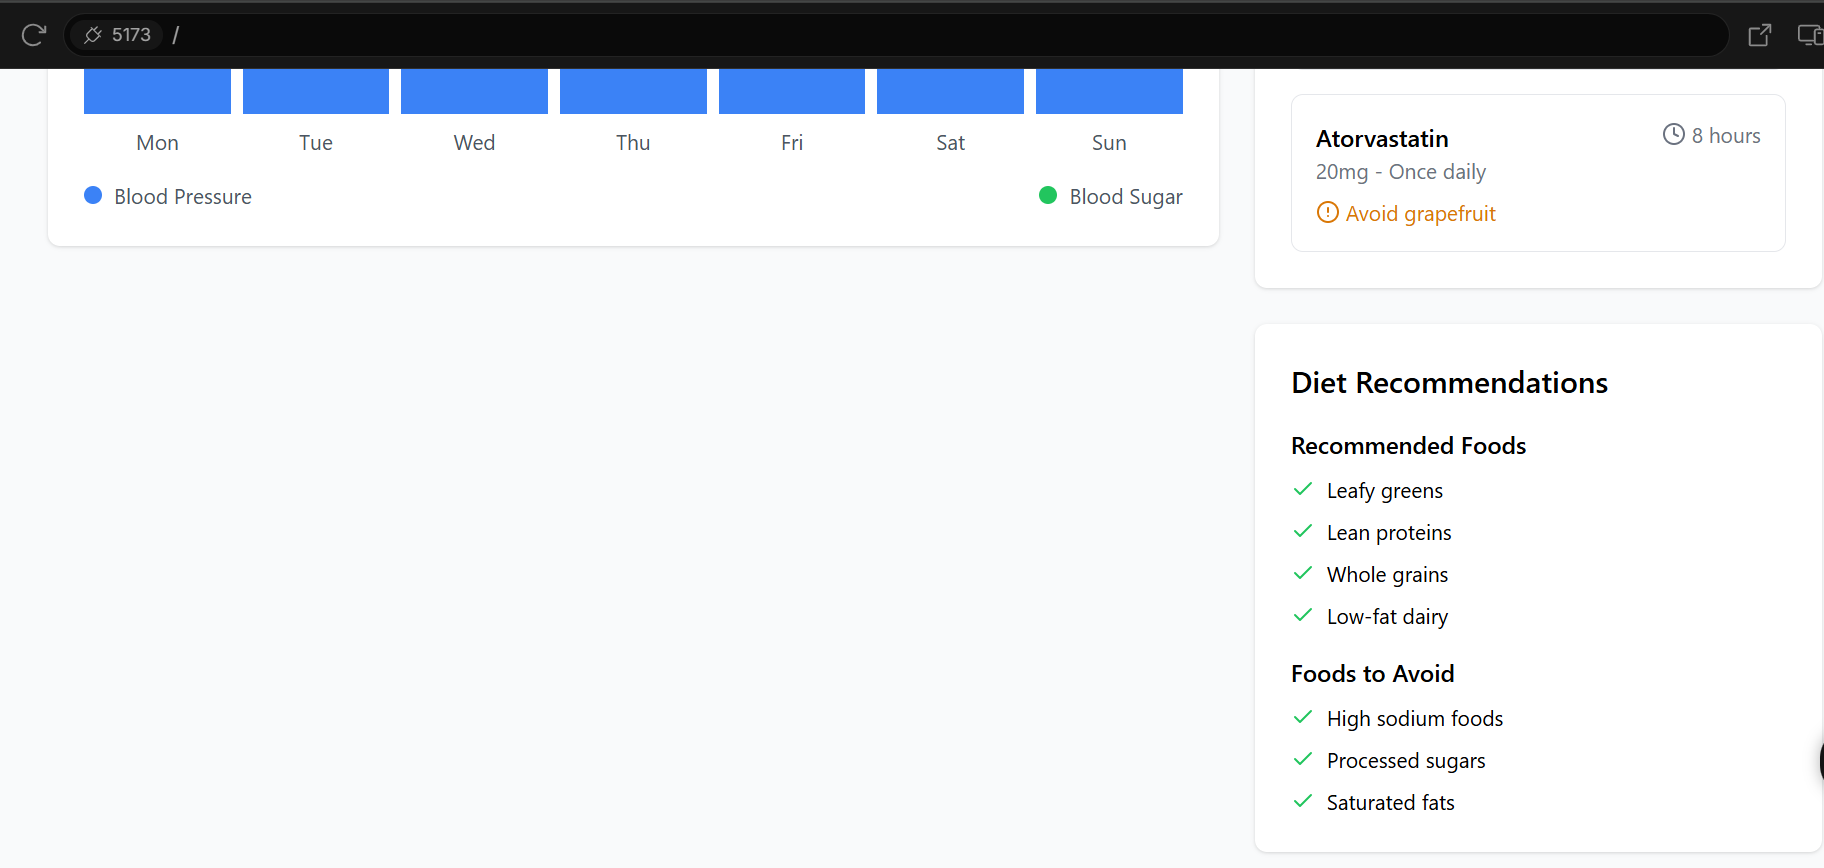 5173 /
Mon Tue Wed Thu Fri Sat Sun
Blood Pressure Blood Sugar
Atorvastatin 8 hours
20mg - Once daily
Avoid grapefruit
Diet Recommendations
Recommended Foods
Leafy greens
Lean proteins
Whole grains
Low-fat dairy
Foods to Avoid
High sodium foods
Processed sugars
Saturated fats